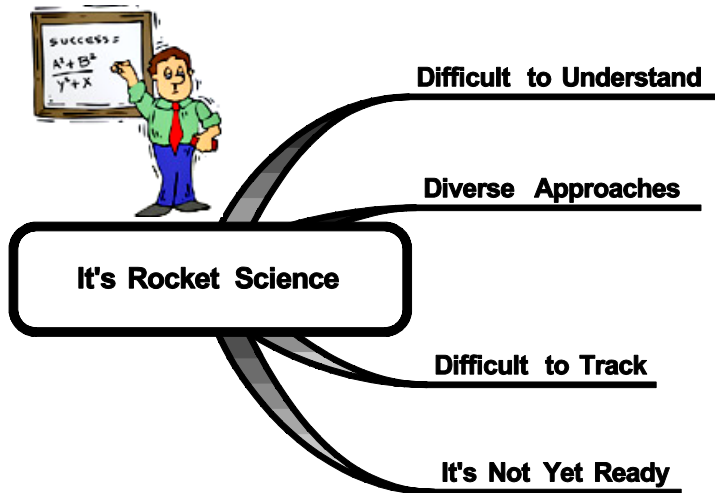 SUCCESS=
A²+B²
Y²+X
Difficult to Understand
Diverse Approaches
It's Rocket Science
Difficult to Track
It's Not Yet Ready